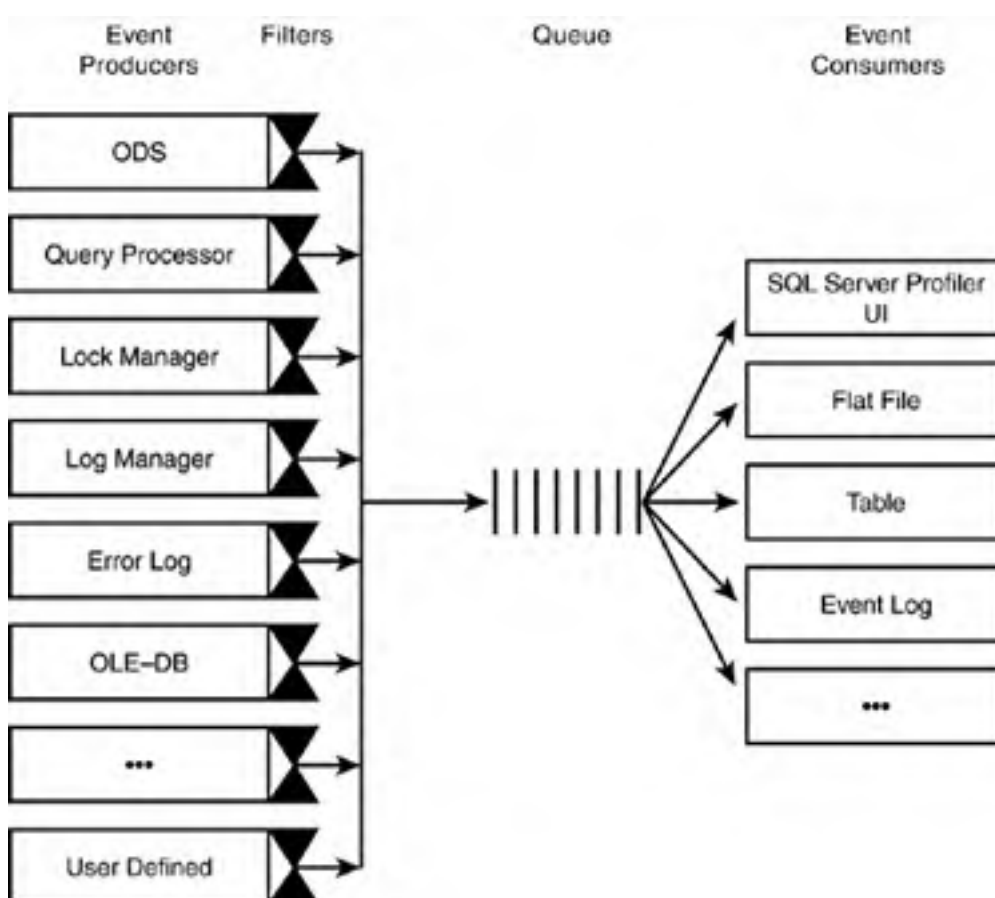 Event
Producers
Filters
Queue
Event
Consumers
ODS
Query Processor
Lock Manager
Log Manager
Error Log
OLE–DB
•••
User Defined
SQL Server Profiler
UI
Flat File
Table
Event Log
•••